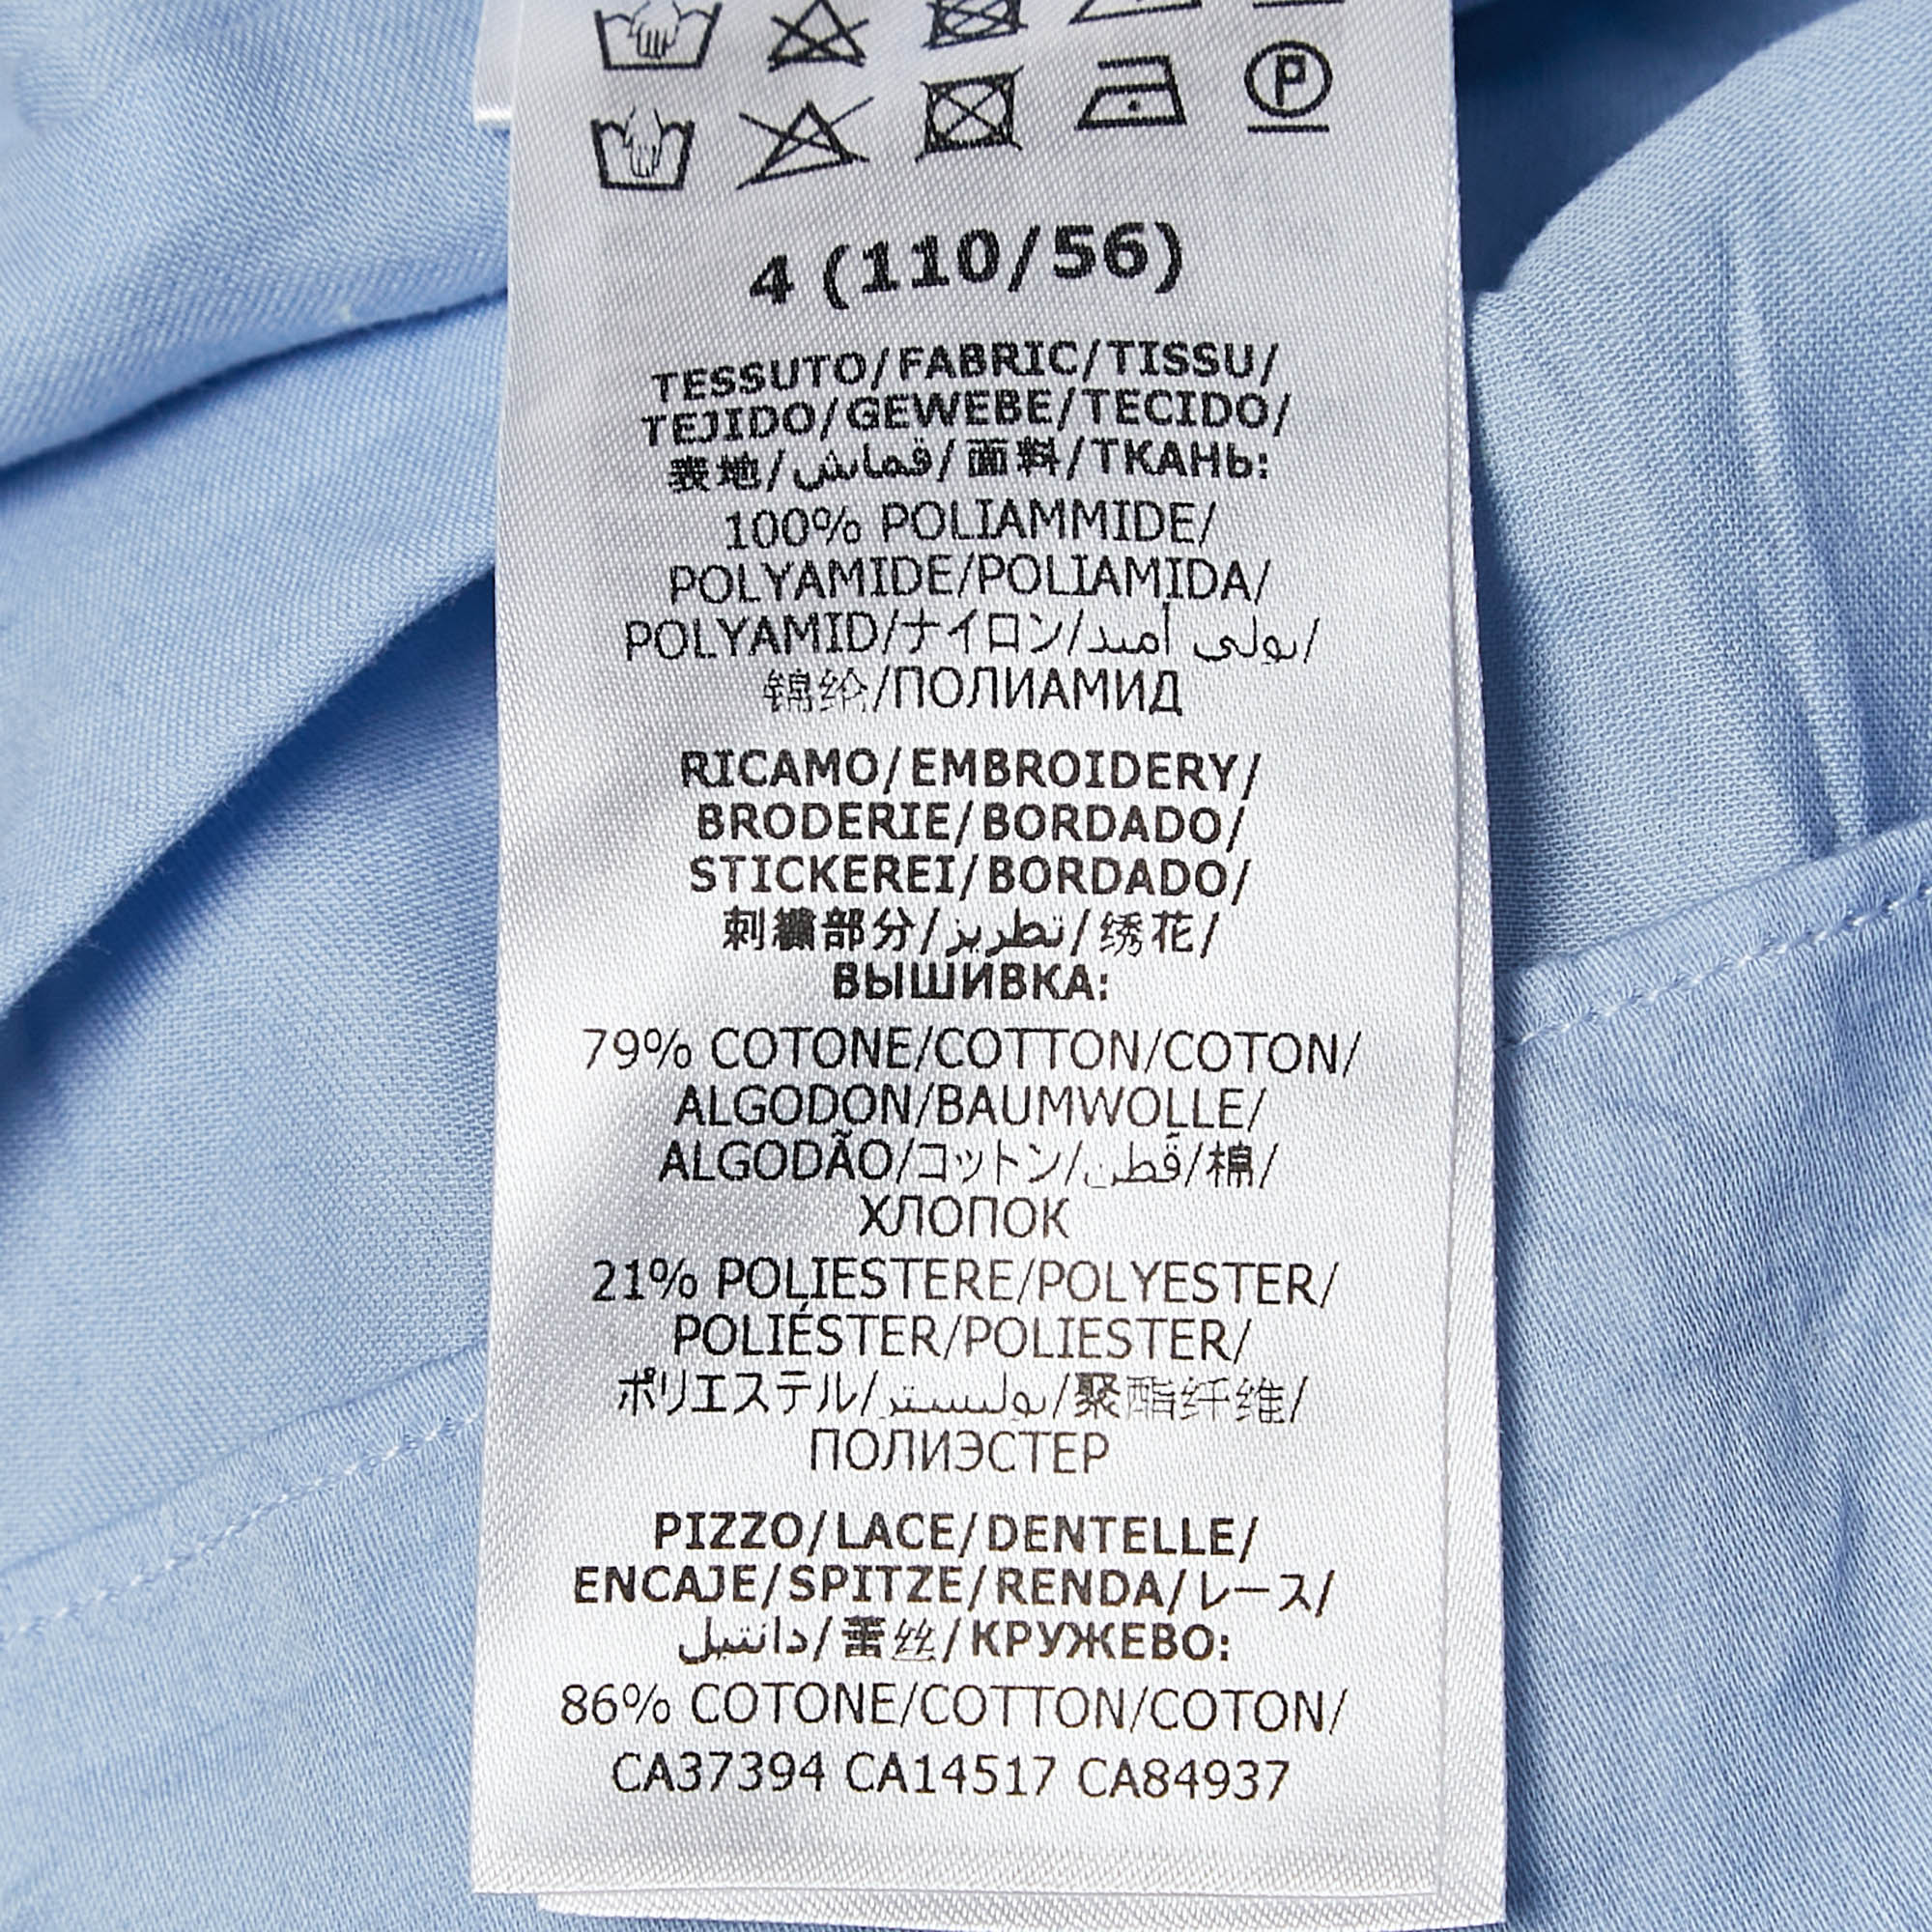 P
4 (110/56)
TESSUTO/FABRIC/TISSU/
TEJIDO/GEWEBE/TECIDO/
表地/قماش/面料/ТКАНЬ:
100% POLIAMMIDE/
POLYAMIDE/POLIAMIDA/
POLYAMID/ナイロン/بولي أميد/
锦纶/ПОЛИАМИД
RICAMO/EMBROIDERY/
BRODERIE/BORDADO/
STICKEREI/BORDADO/
刺繍部分/تطريز/绣花/
ВЫШИВКА:
79% COTONE/COTTON/COTON/
ALGODON/BAUMWOLLE/
ALGODÃO/コットン/قطن/棉/
ХЛОПОК
21% POLIESTERE/POLYESTER/
POLIÉSTER/POLIESTER/
ポリエステル/بوليستر/聚酯纤维/
ПОЛИЭСТЕР
PIZZO/LACE/DENTELLE/
ENCAJE/SPITZE/RENDA/レース/
دانتيل/蕾丝/КРУЖЕВО:
86% COTONE/COTTON/COTON/
CA37394 CA14517 CA84937